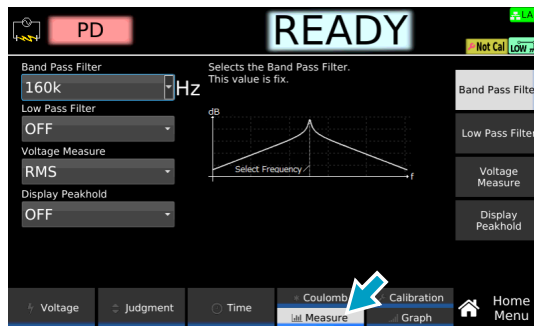 PD
READY
LA
Not Cal
LOW
Band Pass Filter
160k
Hz
Low Pass Filter
OFF
Voltage Measure
RMS
Display Peakhold
OFF
Selects the Band Pass Filter.
This value is fix.
dB
Select Frequency
f
Band Pass Filte
Low Pass Filter
Voltage
Measure
Display
Peakhold
Voltage
Judgment
Time
Coulomb
Calibration
Measure
Graph
Home
Menu